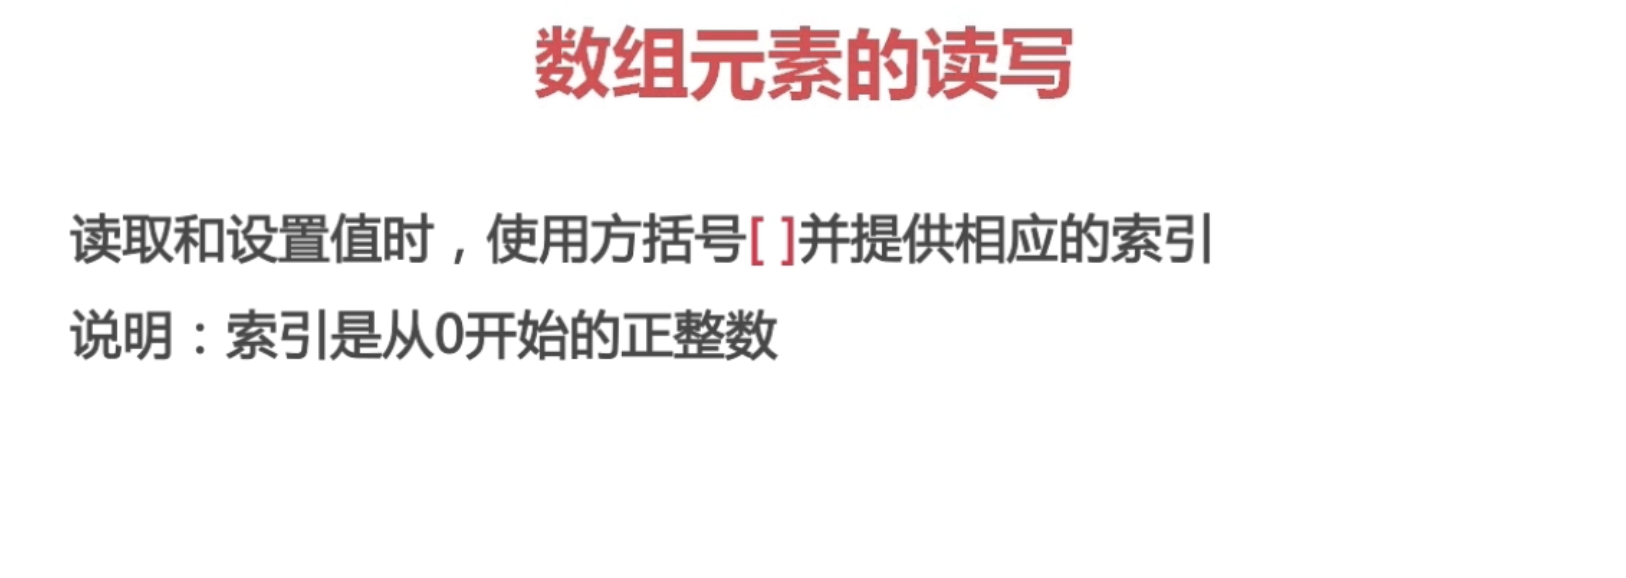 数组元素的读写
读取和设置值时，使用方括号[ ]并提供相应的索引
说明：索引是从0开始的正整数